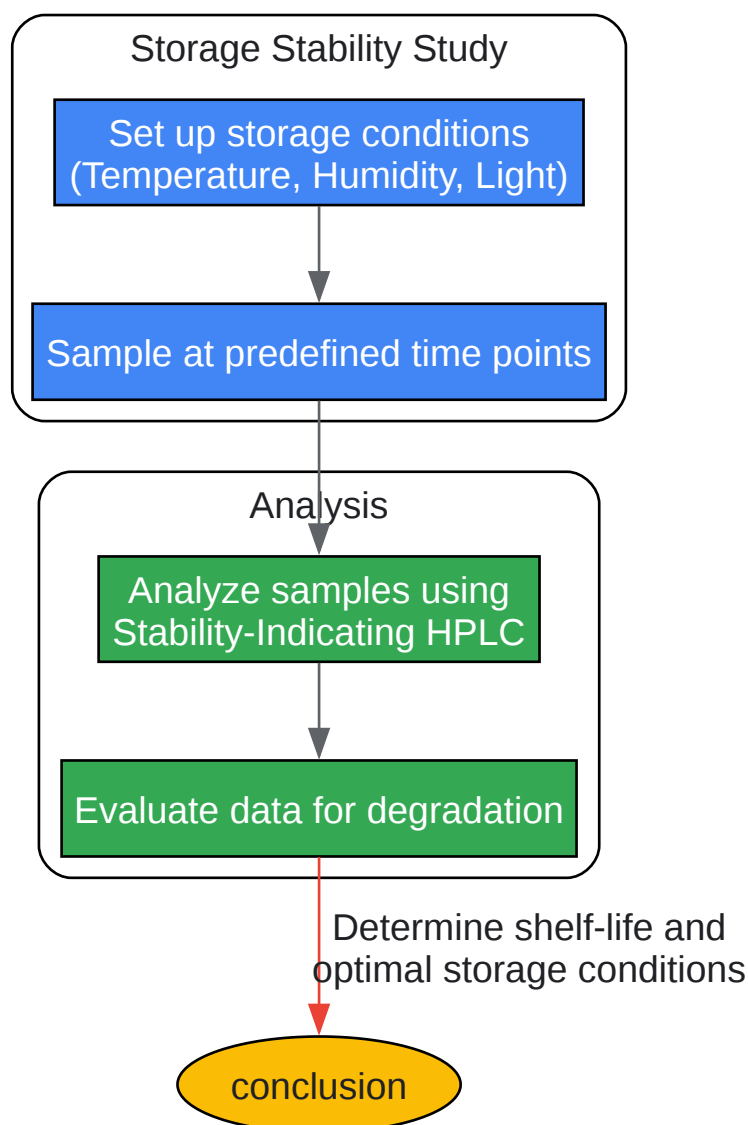 Storage Stability Study
Set up storage conditions
(Temperature, Humidity, Light)
Sample at predefined time points
Analysis
Analyze samples using
Stability-Indicating HPLC
Evaluate data for degradation
Determine shelf-life and
optimal storage conditions
conclusion